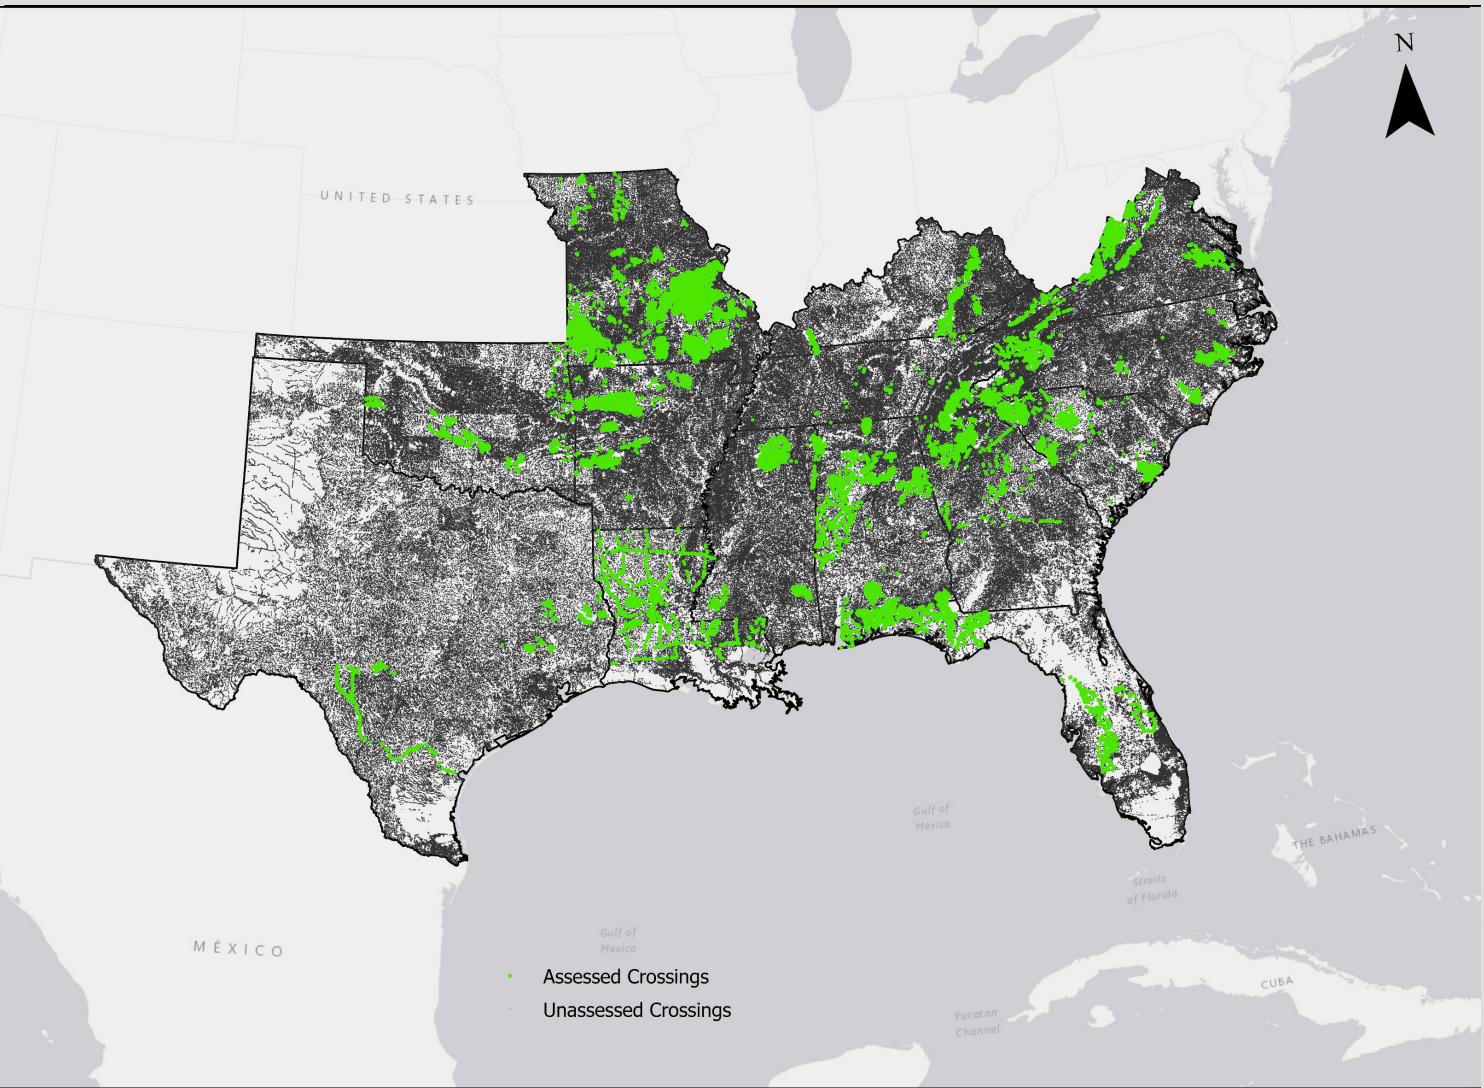 N
UNITED STATES
Gulf of
Mexico
THE BAHAMAS
Straits
of Florida
MÉXICO
Gulf of
Mexico
CUBA
Yucatan
Channel
Assessed Crossings
Unassessed Crossings